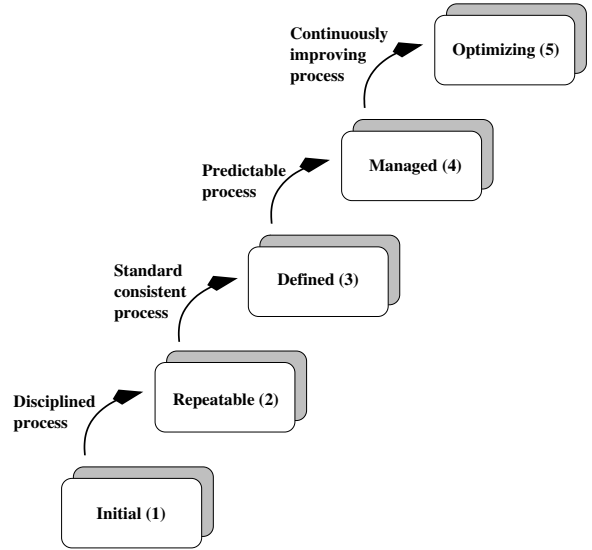 Continuously
improving
process
Optimizing (5)
Predictable
process
Managed (4)
Standard
consistent
process
Defined (3)
Disciplined
process
Repeatable (2)
Initial (1)